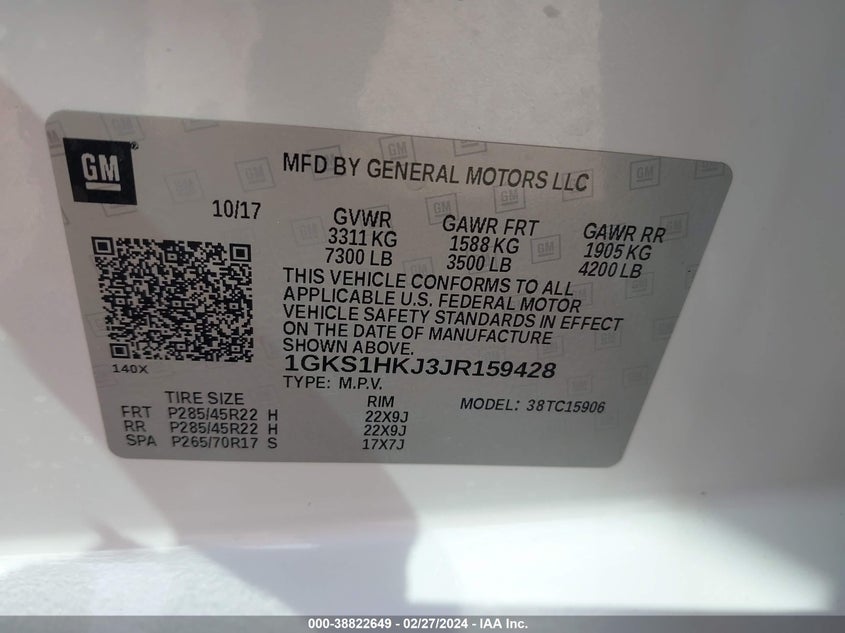 GM
MFD BY GENERAL MOTORS LLC
10/17
GVWR GAWR FRT GAWR RR
3311 KG 1588 KG 1905 KG
7300 LB 3500 LB 4200 LB
THIS VEHICLE CONFORMS TO ALL
APPLICABLE U.S. FEDERAL MOTOR
VEHICLE SAFETY STANDARDS IN EFFECT
ON THE DATE OF MANUFACTURE
SHOWN ABOVE.
140X
1GKS1HKJ3JR159428
TYPE: M.P.V.
TIRE SIZE RIM MODEL: 38TC15906
FRT P285/45R22 H 22X9J
RR P285/45R22 H 22X9J
SPA P265/70R17 S 17X7J
000-38822649 - 02/27/2024 - IAA Inc.